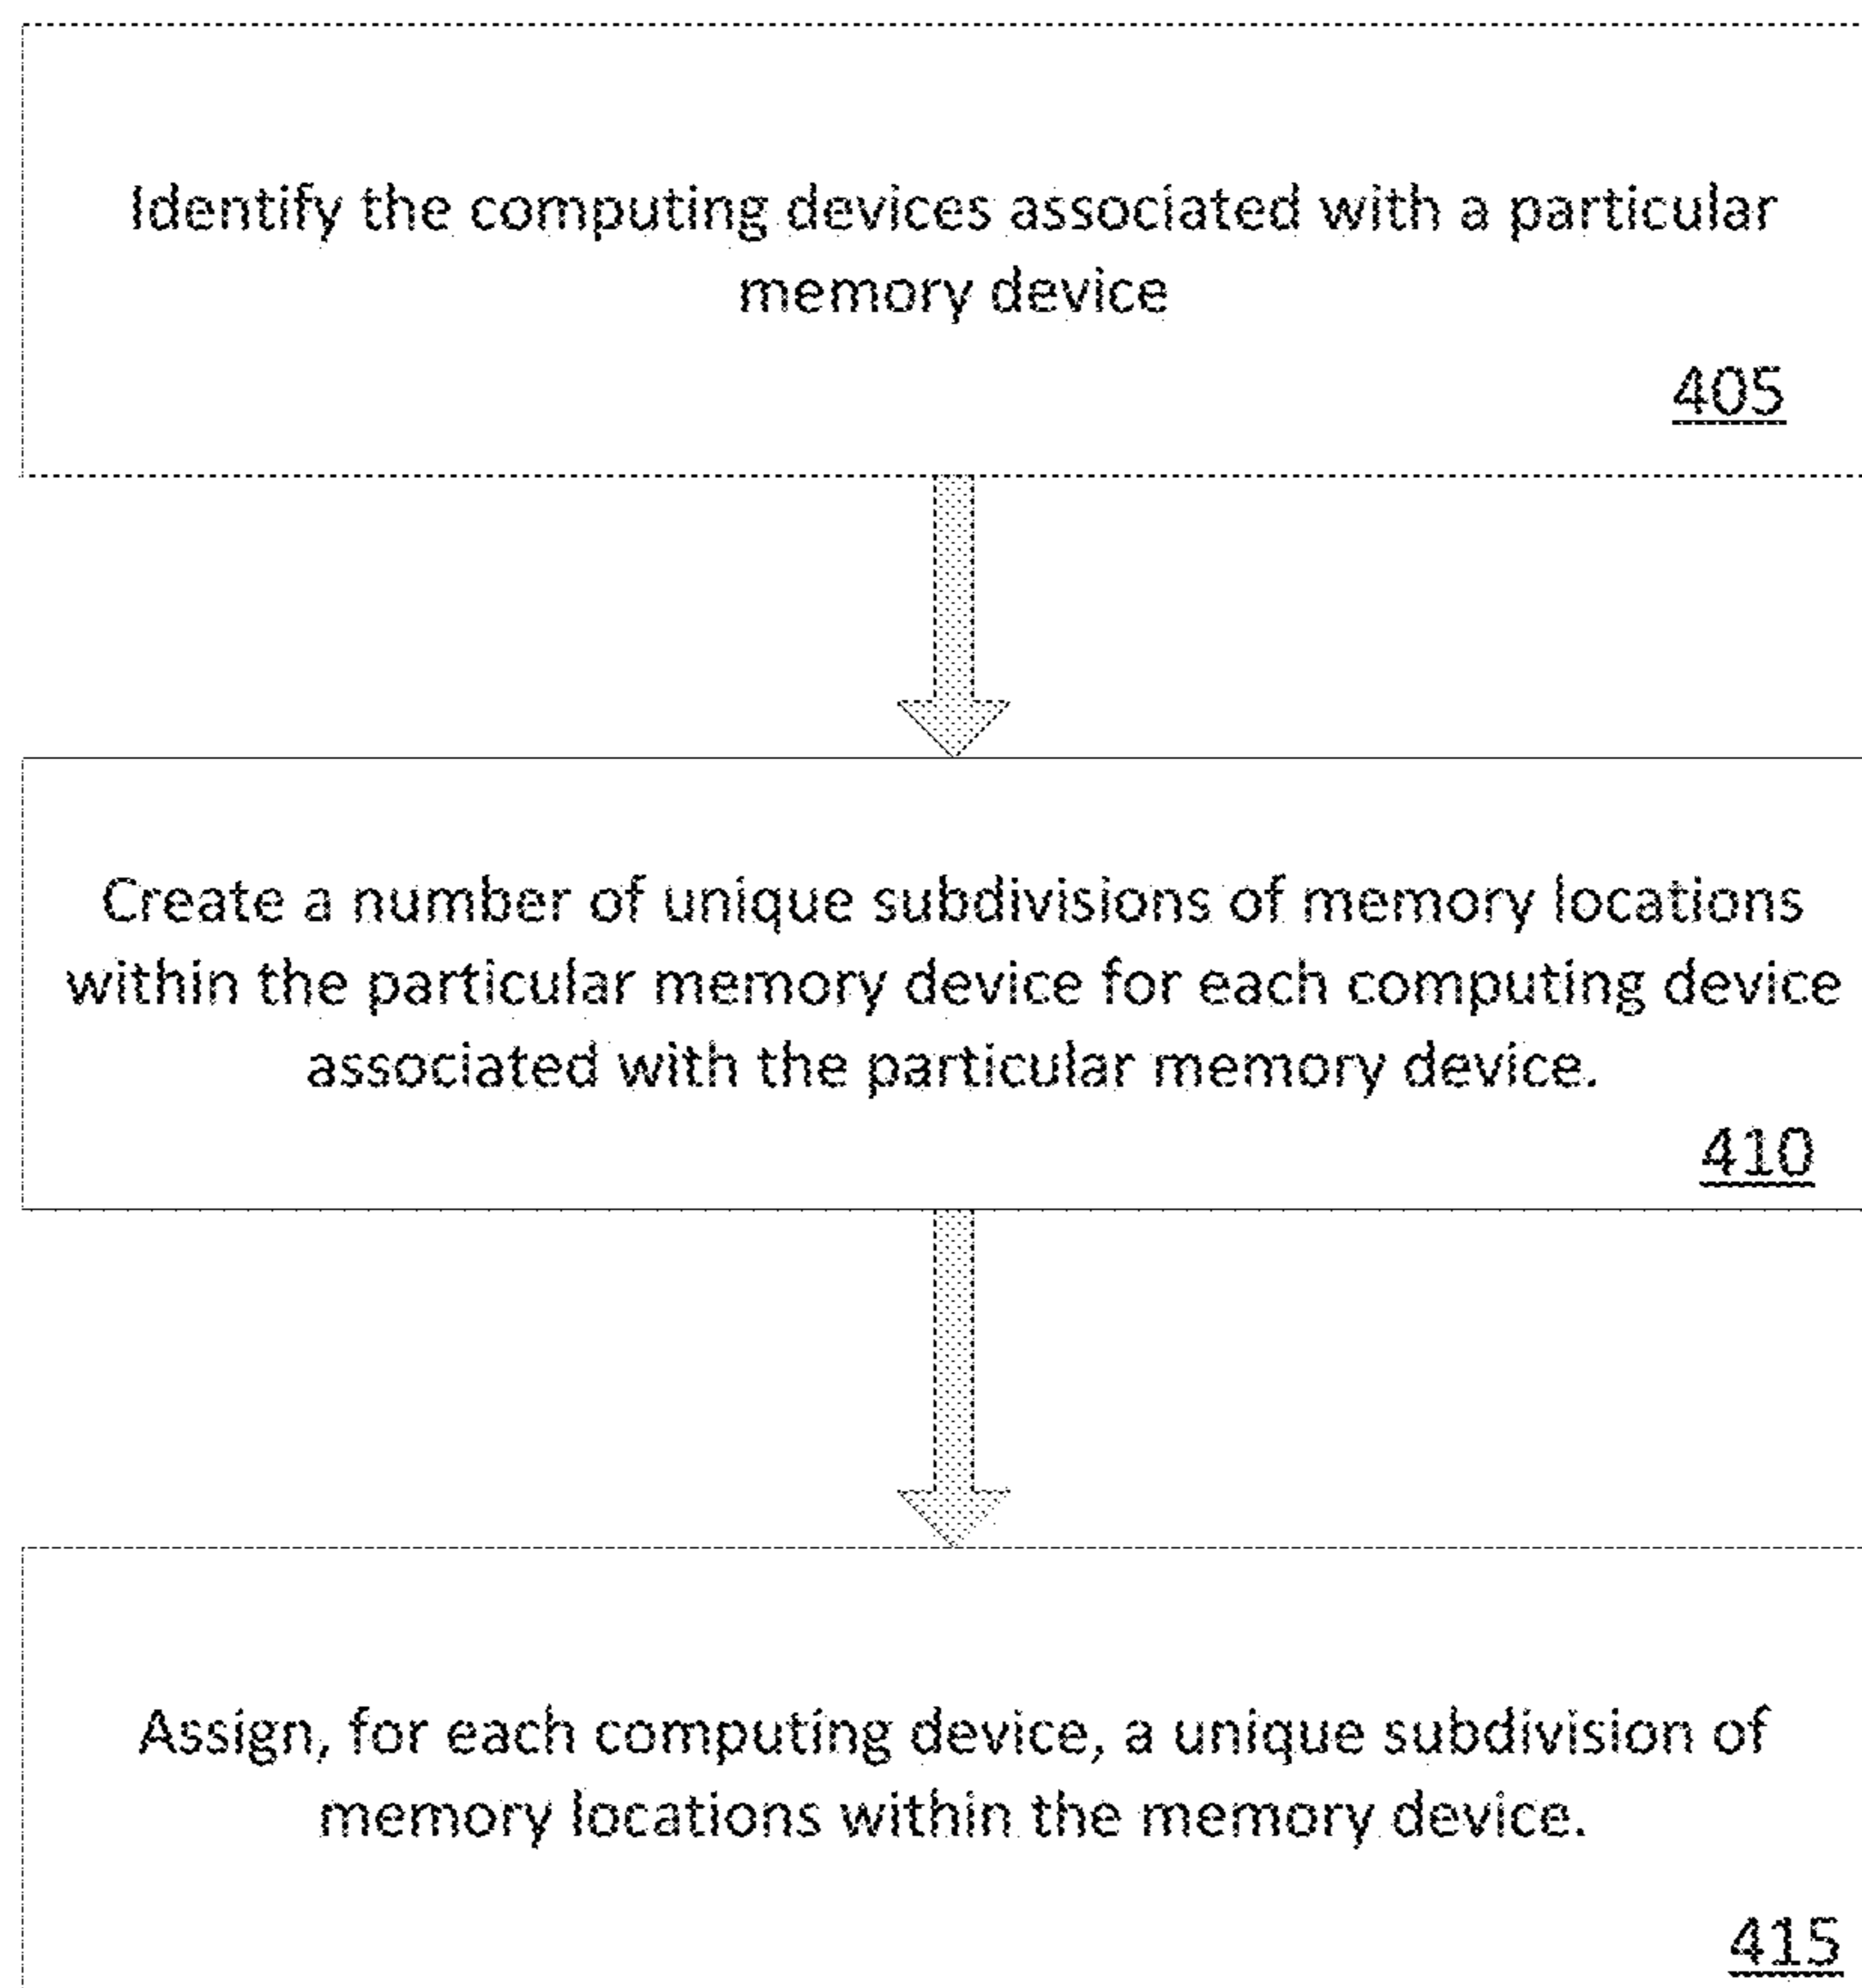 Identify the computing devices associated with a particular
memory device
405
Create a number of unique subdivisions of memory locations
within the particular memory device for each computing device
associated with the particular memory device.
410
Assign, for each computing device, a unique subdivision of
memory locations within the memory device.
415